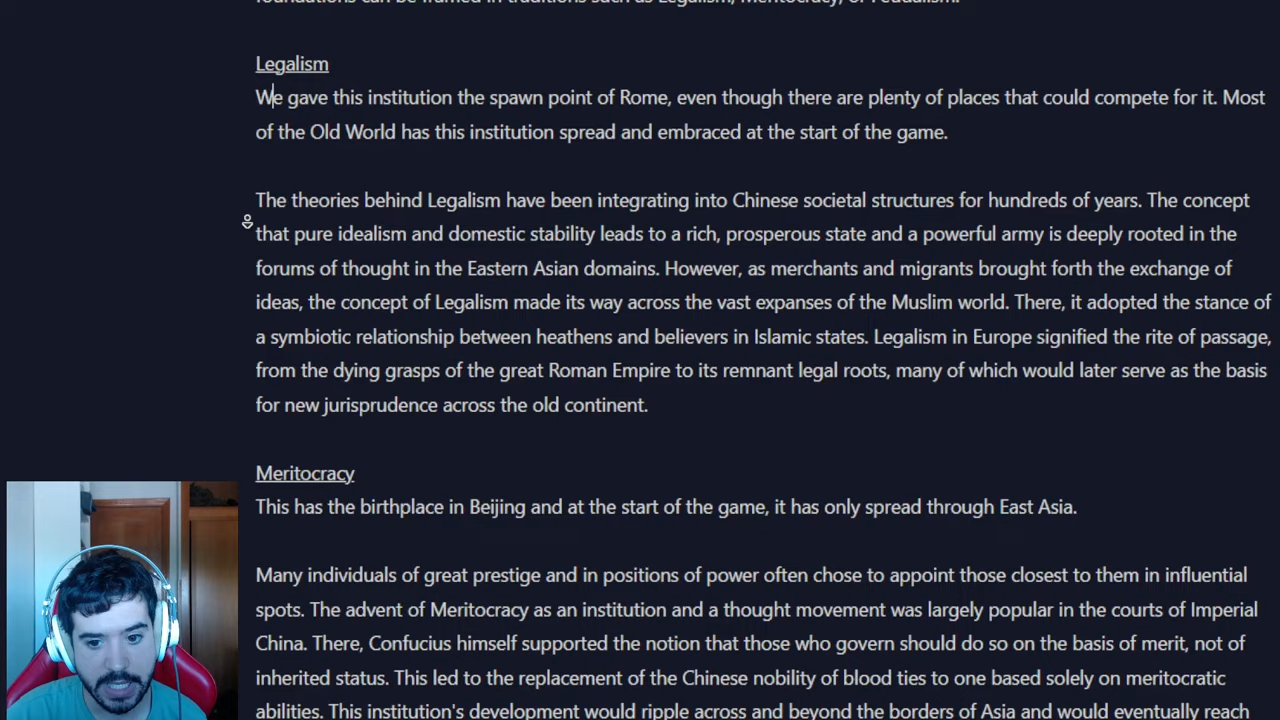 foundations can be framed in traditions such as Legalism, Meritocracy, or Feudalism.
Legalism
We gave this institution the spawn point of Rome, even though there are plenty of places that could compete for it. Most
of the Old World has this institution spread and embraced at the start of the game.
The theories behind Legalism have been integrating into Chinese societal structures for hundreds of years. The concept
that pure idealism and domestic stability leads to a rich, prosperous state and a powerful army is deeply rooted in the
forums of thought in the Eastern Asian domains. However, as merchants and migrants brought forth the exchange of
ideas, the concept of Legalism made its way across the vast expanses of the Muslim world. There, it adopted the stance of
a symbiotic relationship between heathens and believers in Islamic states. Legalism in Europe signified the rite of passage,
from the dying grasps of the great Roman Empire to its remnant legal roots, many of which would later serve as the basis
for new jurisprudence across the old continent.
Meritocracy
This has the birthplace in Beijing and at the start of the game, it has only spread through East Asia.
Many individuals of great prestige and in positions of power often chose to appoint those closest to them in influential
spots. The advent of Meritocracy as an institution and a thought movement was largely popular in the courts of Imperial
China. There, Confucius himself supported the notion that those who govern should do so on the basis of merit, not of
inherited status. This led to the replacement of the Chinese nobility of blood ties to one based solely on meritocratic
abilities. This institution's development would ripple across and beyond the borders of Asia and would eventually reach